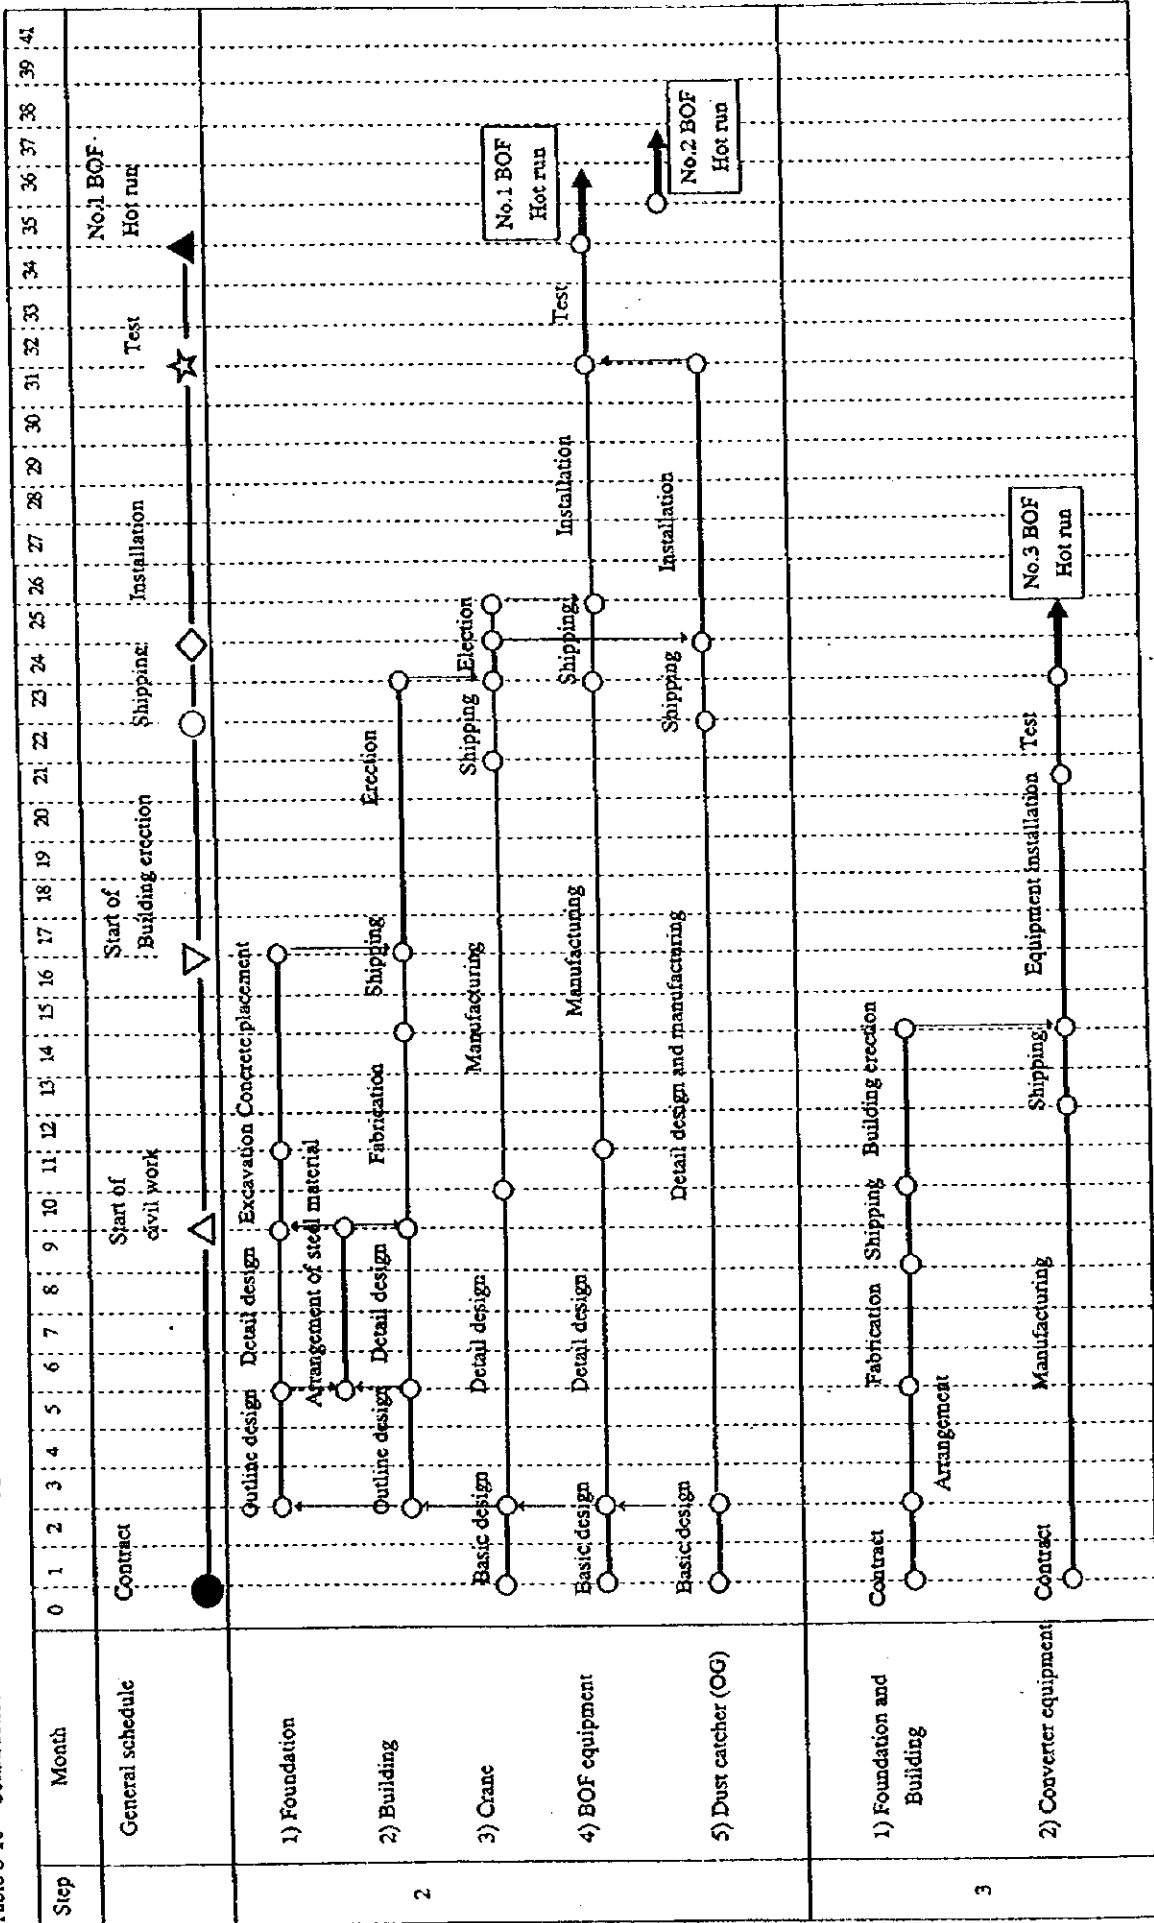 Step
Month
0 1 2 3 4 5 6 7 8 9 10 11 12 13 14 15 16 17 18 19 20 21 22 23 24 25 26 27 28 29 30 31 32 33 34 35 36 37 38 39 41
General schedule
Contract
Start of
civil work
Start of
Building erection
Shipping
Installation
Test
No.1 BOF
Hot run
2
1) Foundation
Outline design
Detail design
Excavation
Concrete placement
Arrangement of steel material
2) Building
Outline design
Detail design
Fabrication
Shipping
Erection
3) Crane
Basic design
Detail design
Manufacturing
Shipping
Election
4) BOF equipment
Basic design
Detail design
Manufacturing
Shipping
Installation
Test
No.1 BOF
Hot run
No.2 BOF
Hot run
5) Dust catcher (OG)
Basic design
Detail design and manufacturing
Shipping
Installation
3
1) Foundation and
Building
Contract
Arrangement
Fabrication
Shipping
Building erection
2) Converter equipment
Contract
Manufacturing
Shipping
Equipment installation
Test
No.3 BOF
Hot run